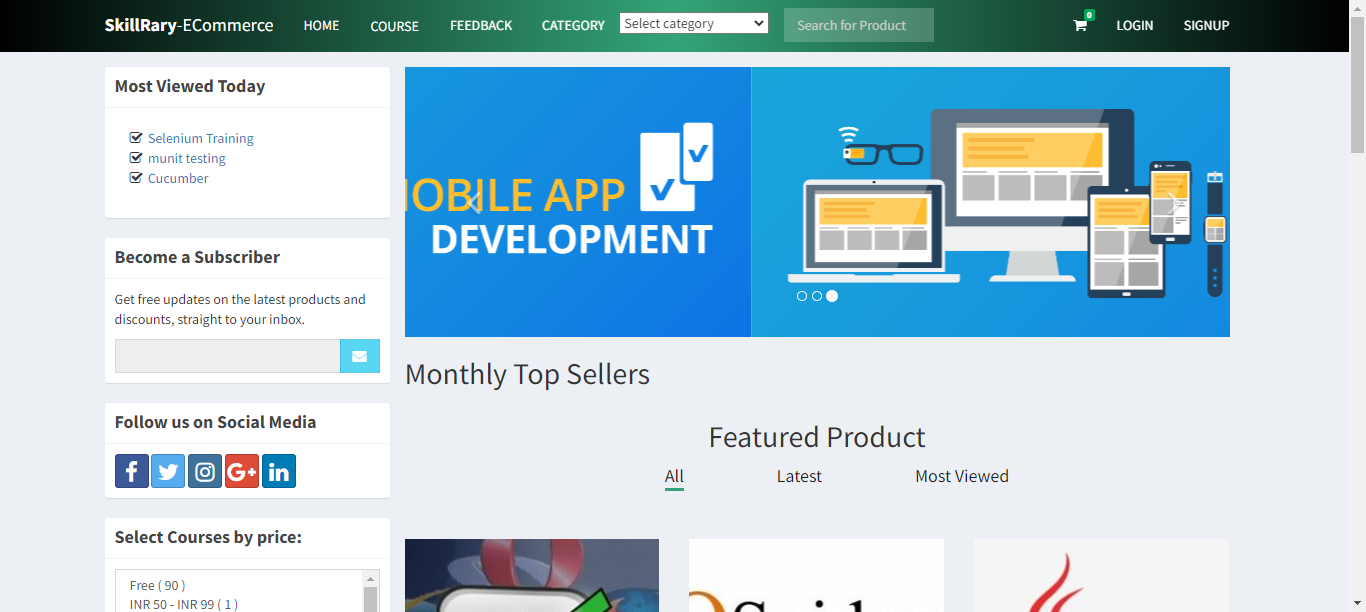 SkillRary-ECommerce HOME COURSE FEEDBACK CATEGORY Select category Search for Product 0 LOGIN SIGNUP
Most Viewed Today
Selenium Training
munit testing
Cucumber
Become a Subscriber
Get free updates on the latest products and
discounts, straight to your inbox.
Follow us on Social Media
f G+ in
Select Courses by price:
Free ( 90 )
INR 50 - INR 99 ( 1 )
OBILE APP
DEVELOPMENT
Monthly Top Sellers
Featured Product
All Latest Most Viewed